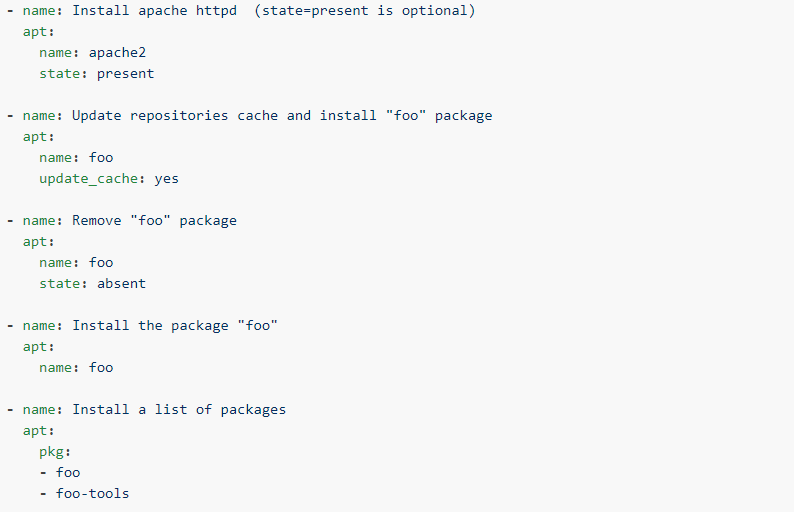 - name: Install apache httpd  (state=present is optional)
  apt:
    name: apache2
    state: present

- name: Update repositories cache and install "foo" package
  apt:
    name: foo
    update_cache: yes

- name: Remove "foo" package
  apt:
    name: foo
    state: absent

- name: Install the package "foo"
  apt:
    name: foo

- name: Install a list of packages
  apt:
    pkg:
    - foo
    - foo-tools